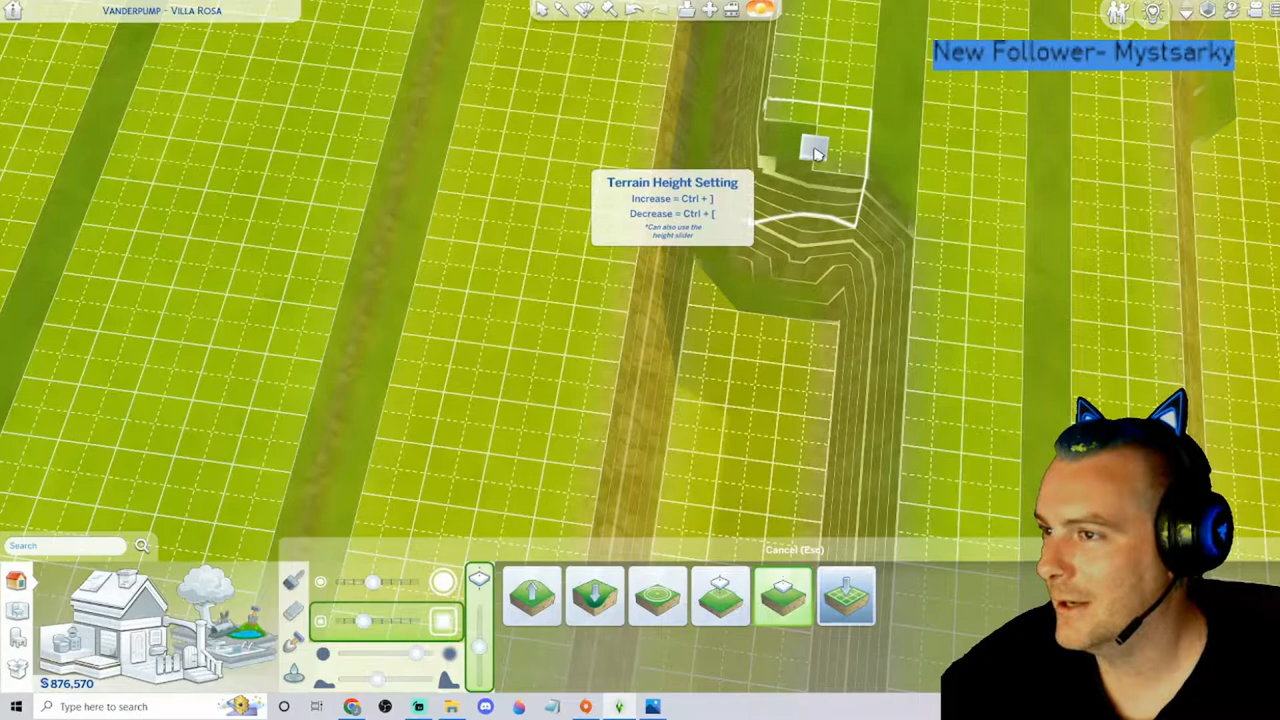 VANDERPUMP - VILLA ROSA
New Follower- Mystsarky
Terrain Height Setting
Increase = Ctrl + ]
Decrease = Ctrl + [
*Can also use the
height slider
Cancel (Esc)
Search
§876,570
Type here to search